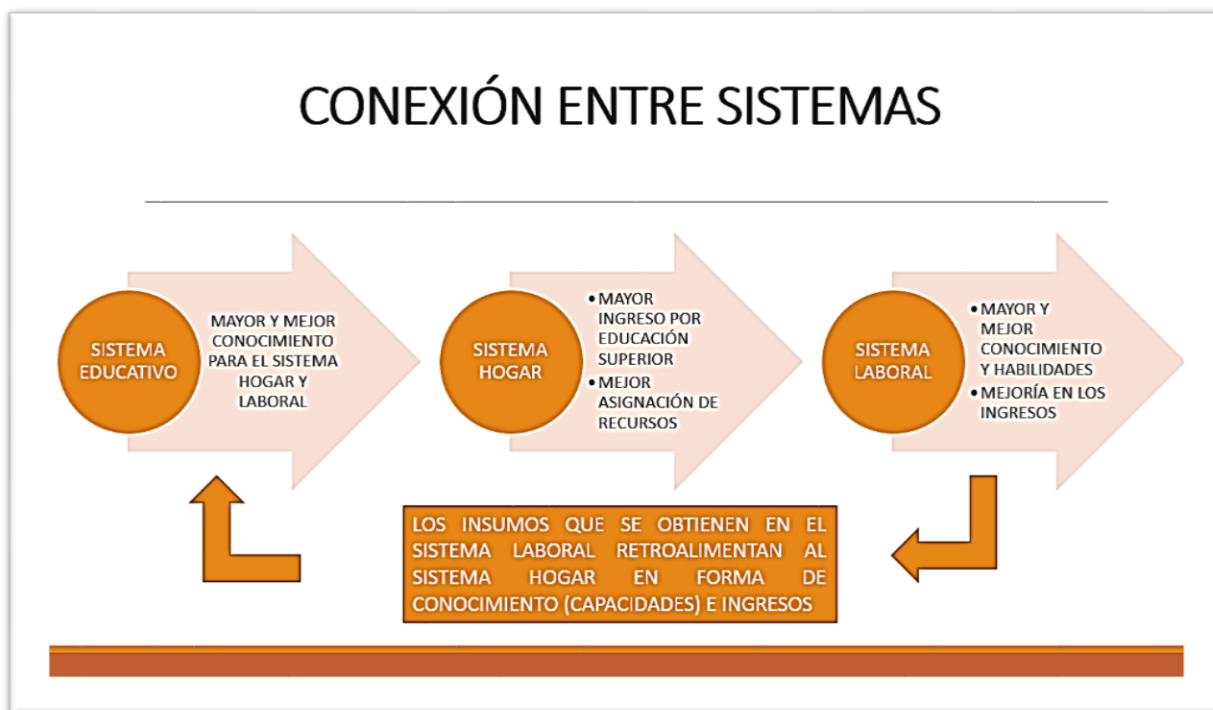 CONEXIÓN ENTRE SISTEMAS
SISTEMA
EDUCATIVO
MAYOR Y MEJOR
CONOCIMIENTO
PARA EL SISTEMA
HOGAR Y
LABORAL
SISTEMA
HOGAR
•MAYOR
INGRESO POR
EDUCACIÓN
SUPERIOR
•MEJOR
ASIGNACIÓN DE
RECURSOS
SISTEMA
LABORAL
•MAYOR Y
MEJOR
CONOCIMIENTO
Y HABILIDADES
•MEJORÍA EN LOS
INGRESOS
LOS INSUMOS QUE SE OBTIENEN EN EL
SISTEMA LABORAL RETROALIMENTAN AL
SISTEMA HOGAR EN FORMA DE
CONOCIMIENTO (CAPACIDADES) E INGRESOS